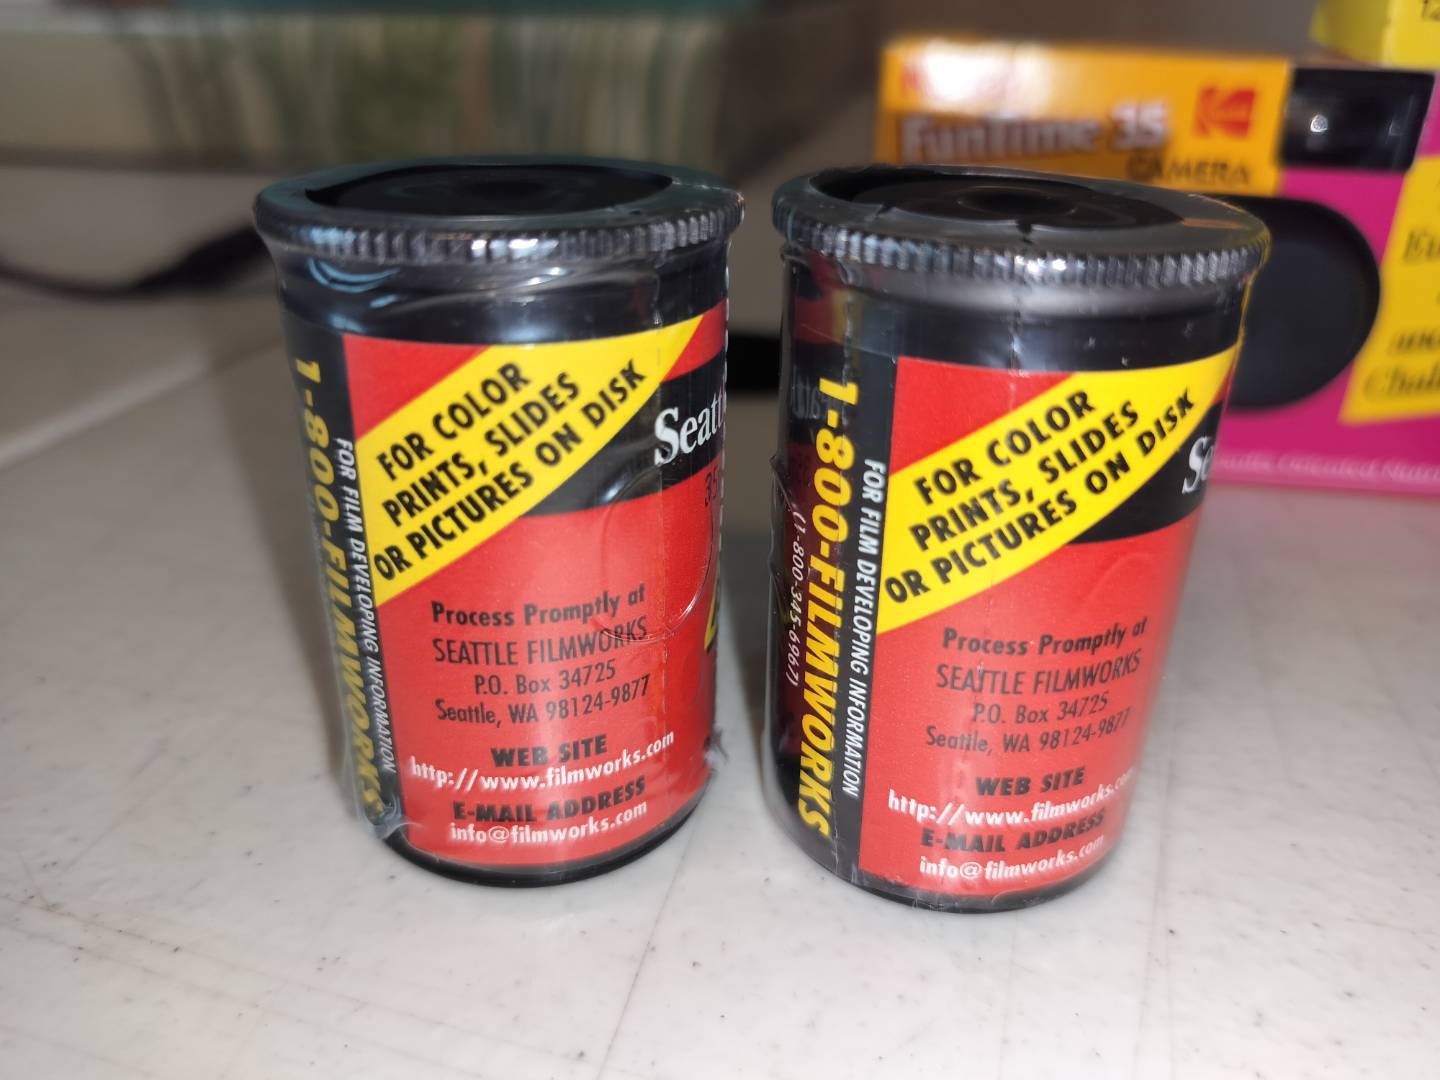 FunTime 35
CAMERA
1-800-FILMWORKS
FOR FILM DEVELOPING INFORMATION
FOR COLOR
PRINTS, SLIDES
OR PICTURES ON DISK
Process Promptly at
SEATTLE FILMWORKS
P.O. Box 34725
Seattle, WA 98124-9877
WEB SITE
http://www.filmworks.com
E-MAIL ADDRESS
info@filmworks.com
1-800-FILMWORKS
(1-800-345-6967)
FOR FILM DEVELOPING INFORMATION
FOR COLOR
PRINTS, SLIDES
OR PICTURES ON DISK
Process Promptly at
SEATTLE FILMWORKS
P.O. Box 34725
Seattle, WA 98124-9877
WEB SITE
http://www.filmworks.com
E-MAIL ADDRESS
info@filmworks.com